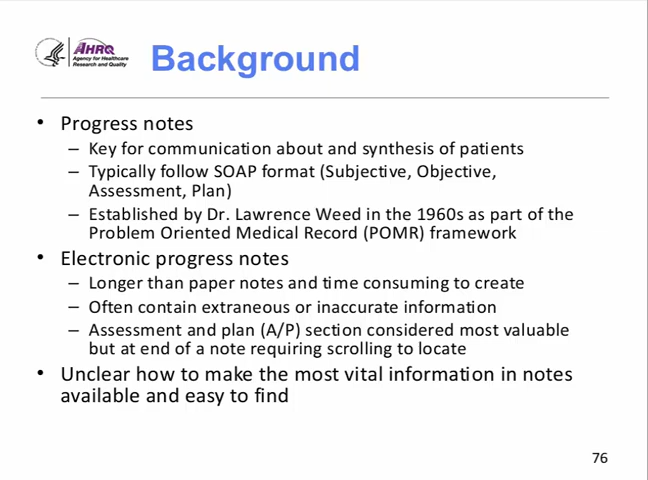 AHRQ
Agency for Healthcare
Research and Quality
Background
• Progress notes
– Key for communication about and synthesis of patients
– Typically follow SOAP format (Subjective, Objective,
Assessment, Plan)
– Established by Dr. Lawrence Weed in the 1960s as part of the
Problem Oriented Medical Record (POMR) framework
• Electronic progress notes
– Longer than paper notes and time consuming to create
– Often contain extraneous or inaccurate information
– Assessment and plan (A/P) section considered most valuable
but at end of a note requiring scrolling to locate
• Unclear how to make the most vital information in notes
available and easy to find
76